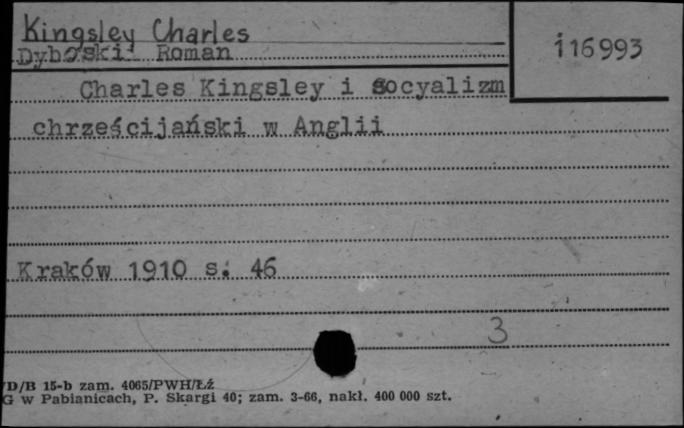 Kingsley Charles
Dyboski Roman
116993
Charles Kingsley i socyalizm
chrześcijański w Anglii
Kraków 1910 s. 46
3
D/B 15-b zam. 4065/PWH/Łź
G w Pabianicach, P. Skargi 40; zam. 3-66, nakł. 400 000 szt.